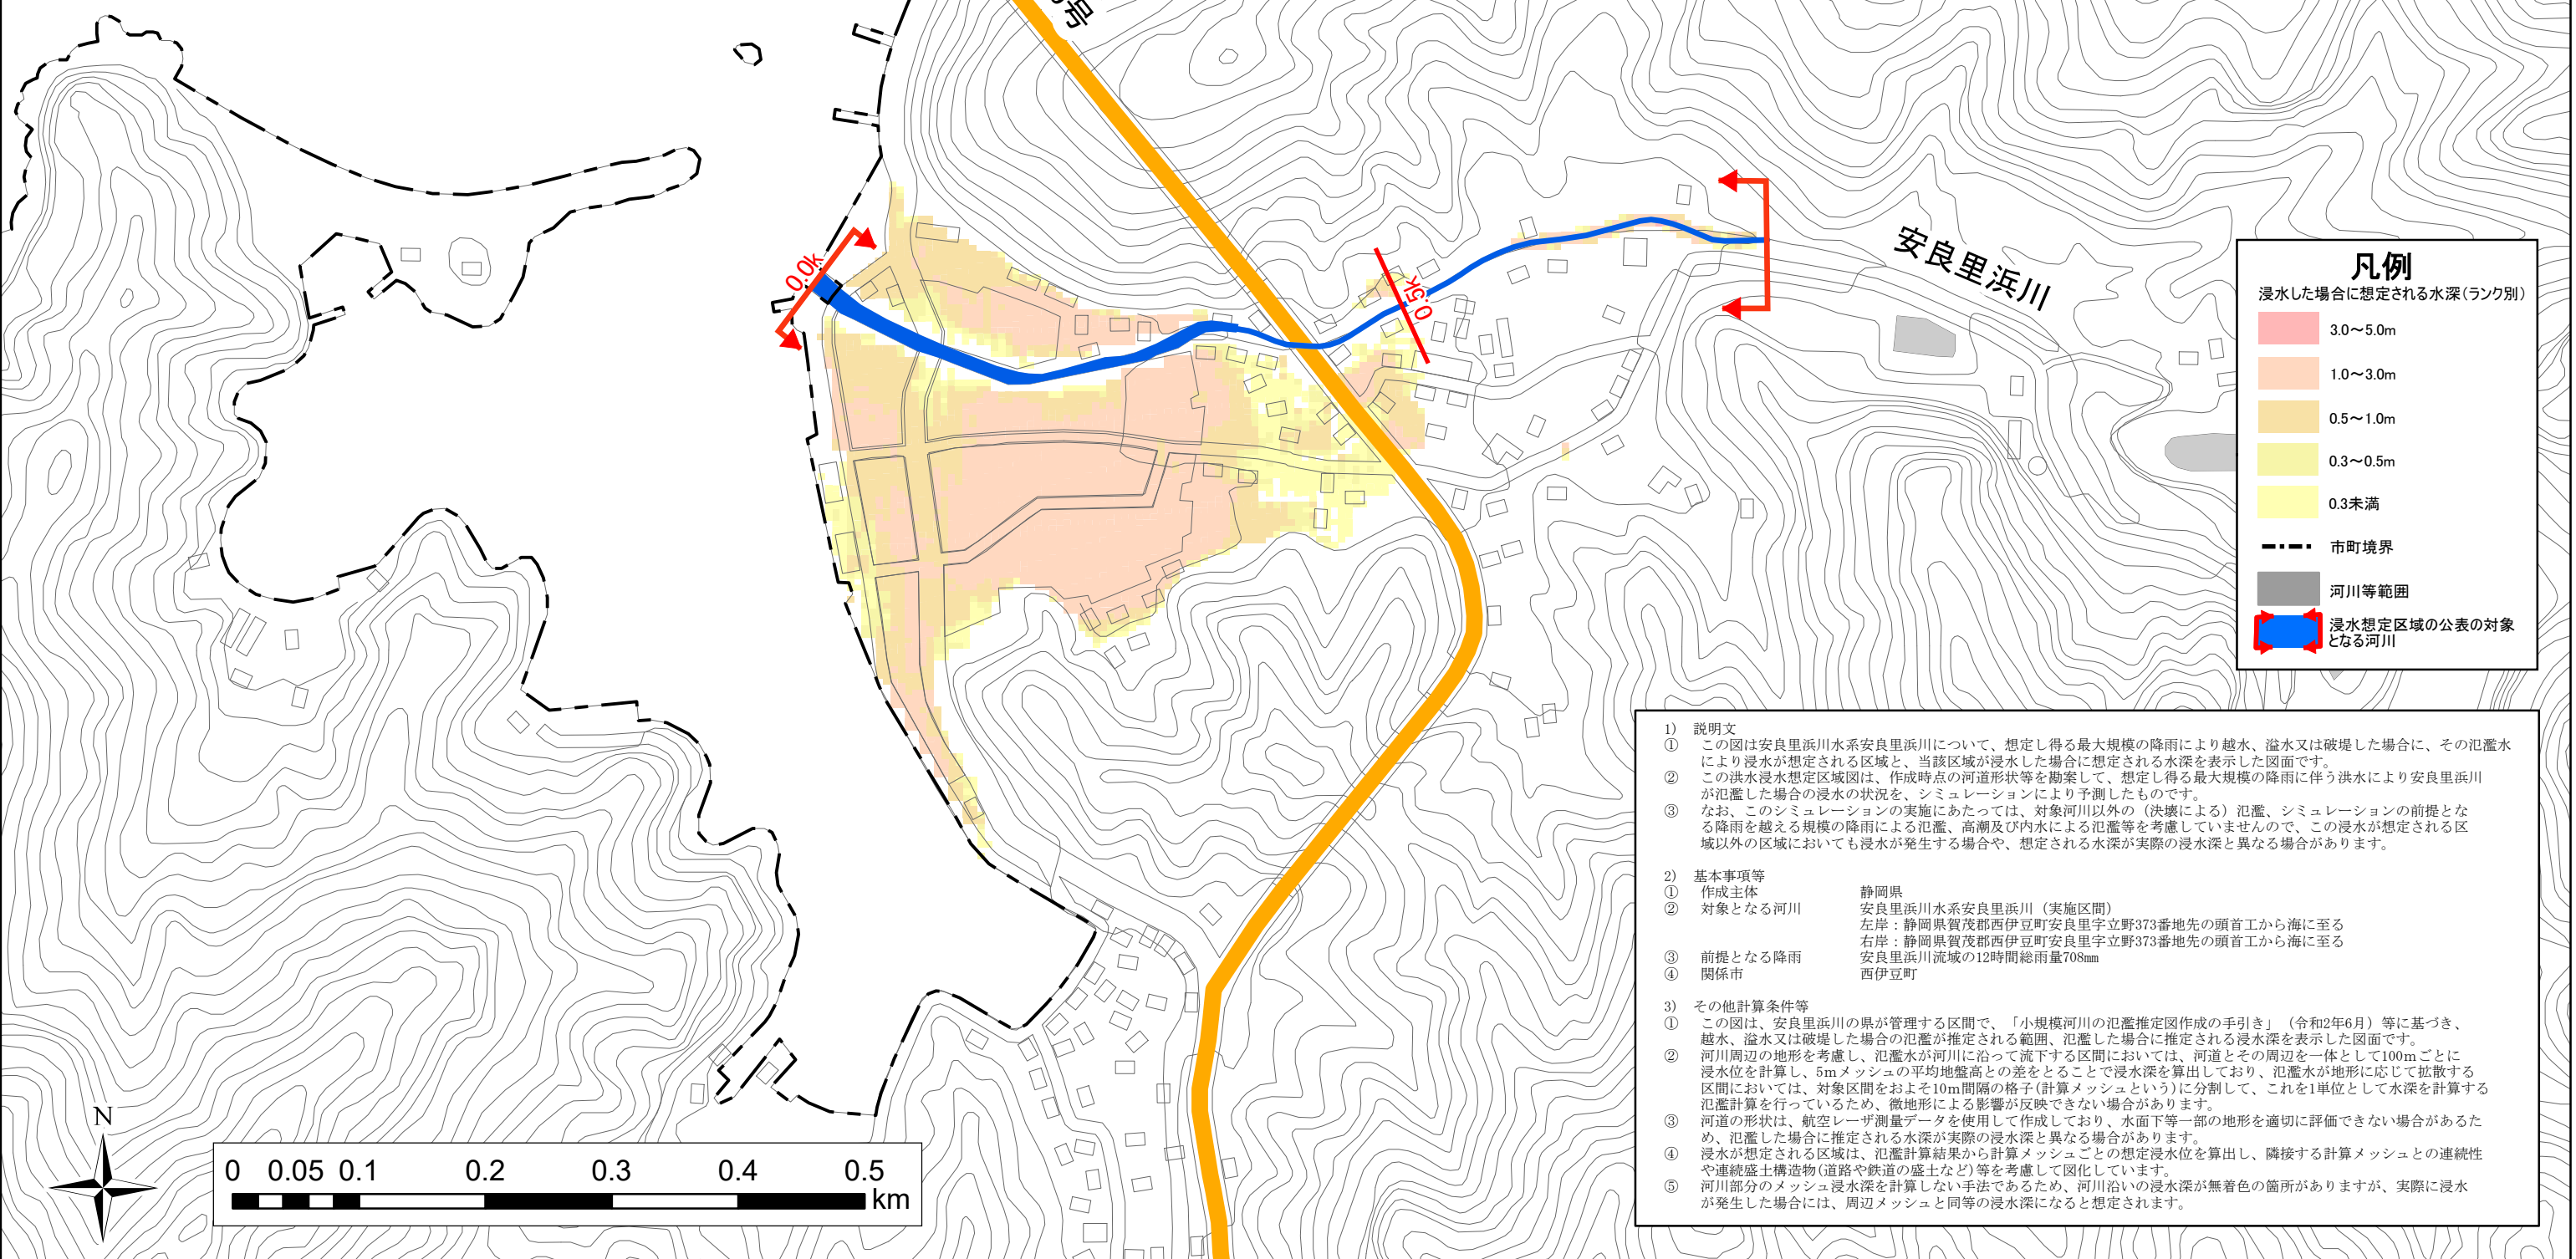 号
安良里浜川
0.0k
0.5k
凡例
浸水した場合に想定される水深(ランク別)
3.0～5.0m
1.0～3.0m
0.5～1.0m
0.3～0.5m
0.3未満
市町境界
河川等範囲
浸水想定区域の公表の対象
となる河川
1) 説明文
① この図は安良里浜川水系安良里浜川について、想定し得る最大規模の降雨により越水、溢水又は破堤した場合に、その氾濫水
により浸水が想定される区域と、当該区域が浸水した場合に想定される水深を表示した図面です。
② この洪水浸水想定区域図は、作成時点の河道形状等を勘案して、想定し得る最大規模の降雨に伴う洪水により安良里浜川
が氾濫した場合の浸水の状況を、シミュレーションにより予測したものです。
③ なお、このシミュレーションの実施にあたっては、対象河川以外の（決壊による）氾濫、シミュレーションの前提とな
る降雨を越える規模の降雨による氾濫、高潮及び内水による氾濫等を考慮していませんので、この浸水が想定される区
域以外の区域においても浸水が発生する場合や、想定される水深が実際の浸水深と異なる場合があります。
2) 基本事項等
① 作成主体 静岡県
② 対象となる河川 安良里浜川水系安良里浜川（実施区間）
左岸：静岡県賀茂郡西伊豆町安良里字立野373番地先の頭首工から海に至る
右岸：静岡県賀茂郡西伊豆町安良里字立野373番地先の頭首工から海に至る
③ 前提となる降雨 安良里浜川流域の12時間総雨量708㎜
④ 関係市 西伊豆町
3) その他計算条件等
① この図は、安良里浜川の県が管理する区間で、「小規模河川の氾濫推定図作成の手引き」（令和2年6月）等に基づき、
越水、溢水又は破堤した場合の氾濫が推定される範囲、氾濫した場合に推定される浸水深を表示した図面です。
② 河川周辺の地形を考慮し、氾濫水が河川に沿って流下する区間においては、河道とその周辺を一体として100mごとに
浸水位を計算し、5mメッシュの平均地盤高との差をとることで浸水深を算出しており、氾濫水が地形に応じて拡散する
区間においては、対象区間をおよそ10m間隔の格子(計算メッシュという)に分割して、これを1単位として水深を計算する
氾濫計算を行っているため、微地形による影響が反映できない場合があります。
③ 河道の形状は、航空レーザ測量データを使用して作成しており、水面下等一部の地形を適切に評価できない場合があるた
め、氾濫した場合に推定される水深が実際の浸水深と異なる場合があります。
④ 浸水が想定される区域は、氾濫計算結果から計算メッシュごとの想定浸水位を算出し、隣接する計算メッシュとの連続性
や連続盛土構造物(道路や鉄道の盛土など)等を考慮して図化しています。
⑤ 河川部分のメッシュ浸水深を計算しない手法であるため、河川沿いの浸水深が無着色の箇所がありますが、実際に浸水
が発生した場合には、周辺メッシュと同等の浸水深になると想定されます。
N
0 0.05 0.1 0.2 0.3 0.4 0.5
km